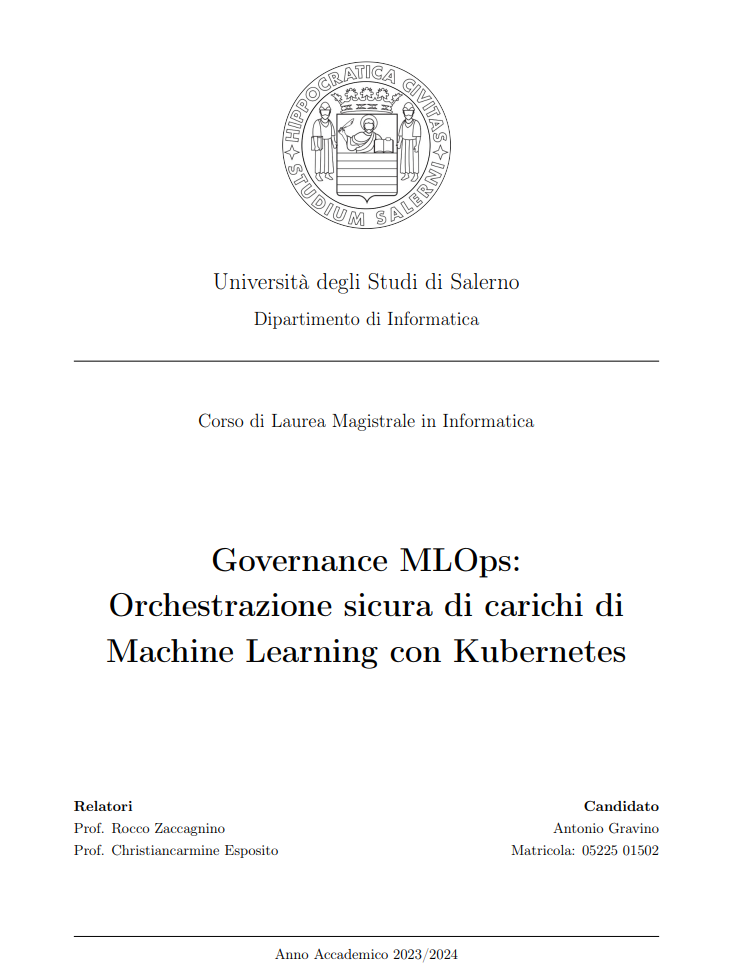 HIPPOCRATICA CIVITAS
STUDIUM SALERNI
Università degli Studi di Salerno
Dipartimento di Informatica
Corso di Laurea Magistrale in Informatica
Governance MLOps:
Orchestrazione sicura di carichi di
Machine Learning con Kubernetes
Relatori
Prof. Rocco Zaccagnino
Prof. Christiancarmine Esposito
Candidato
Antonio Gravino
Matricola: 05225 01502
Anno Accademico 2023/2024